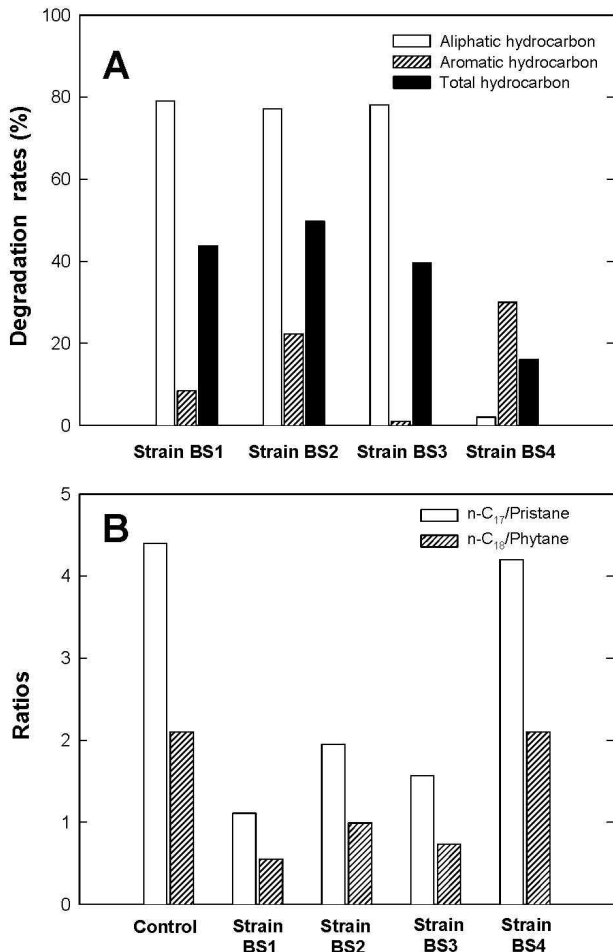 A
Aliphatic hydrocarbon
Aromatic hydrocarbon
Total hydrocarbon
Degradation rates (%)
100
80
60
40
20
0
Strain BS1 Strain BS2 Strain BS3 Strain BS4
B
n-C₁₇/Pristane
n-C₁₈/Phytane
Ratios
5
4
3
2
1
0
Control Strain Strain Strain Strain
BS1 BS2 BS3 BS4